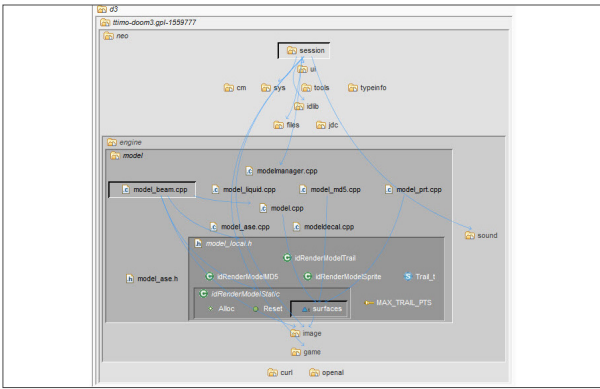 d3
ttimo-doom3.gpl-1559777
neo
session
ui
cm sys tools typeinfo
idlib
files jdc
engine
model
modelmanager.cpp
model_beam.cpp model_liquid.cpp model_md5.cpp model_prt.cpp
model.cpp
model_ase.cpp modeldecal.cpp
sound
model_local.h
idRenderModelTrail
model_ase.h idRenderModelMD5 idRenderModelSprite Trail_t
idRenderModelStatic
Alloc Reset surfaces MAX_TRAIL_PTS
image
game
curl openal